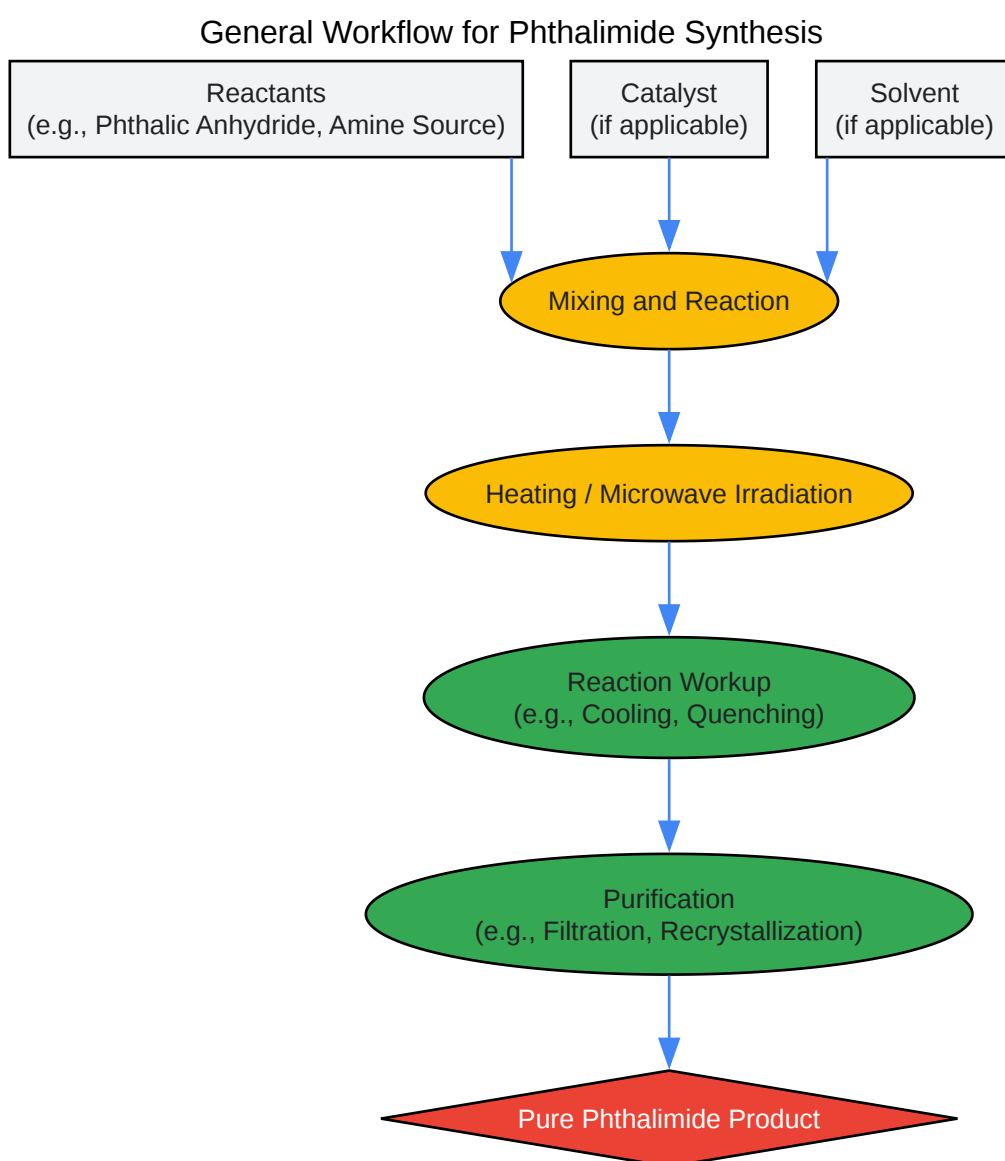 General Workflow for Phthalimide Synthesis
Reactants
(e.g., Phthalic Anhydride, Amine Source)
Catalyst
(if applicable)
Solvent
(if applicable)
Mixing and Reaction
Heating / Microwave Irradiation
Reaction Workup
(e.g., Cooling, Quenching)
Purification
(e.g., Filtration, Recrystallization)
Pure Phthalimide Product